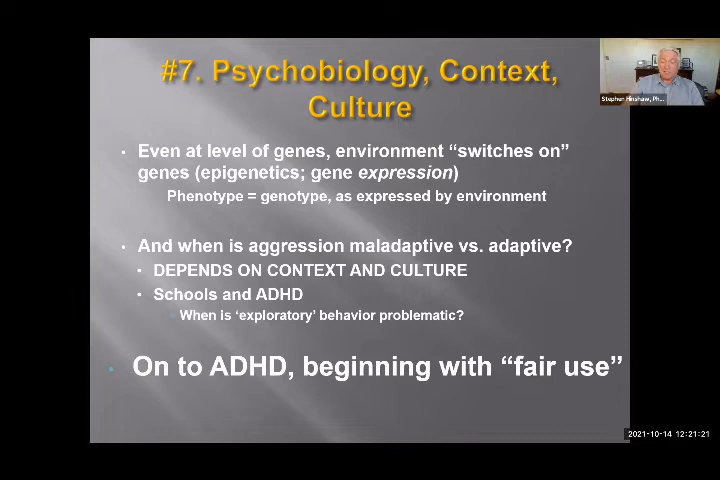 #7. Psychobiology, Context,
Culture
Stephen Hinshaw, Ph...
• Even at level of genes, environment “switches on”
genes (epigenetics; gene expression)
Phenotype = genotype, as expressed by environment
• And when is aggression maladaptive vs. adaptive?
• DEPENDS ON CONTEXT AND CULTURE
• Schools and ADHD
When is ‘exploratory’ behavior problematic?
• On to ADHD, beginning with “fair use”
2021-10-14 12:21:21